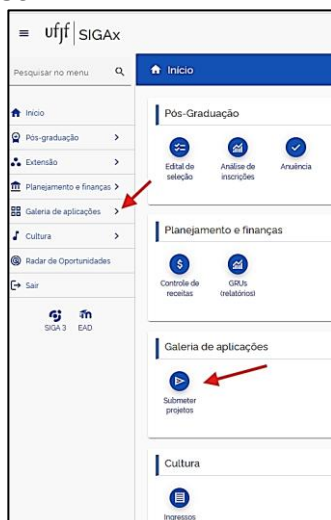 ufjf SIGAX
Pesquisar no menu
Início
Início
Pós-graduação
Extensão
Planejamento e finanças
Galeria de aplicações
Cultura
Radar de Oportunidades
Sair
SIGA 3 EAD
Pós-Graduação
Edital de seleção
Análise de inscrições
Anuência
Planejamento e finanças
Controle de receitas
GRUs (relatórios)
Galeria de aplicações
Submeter projetos
Cultura
Ingressos